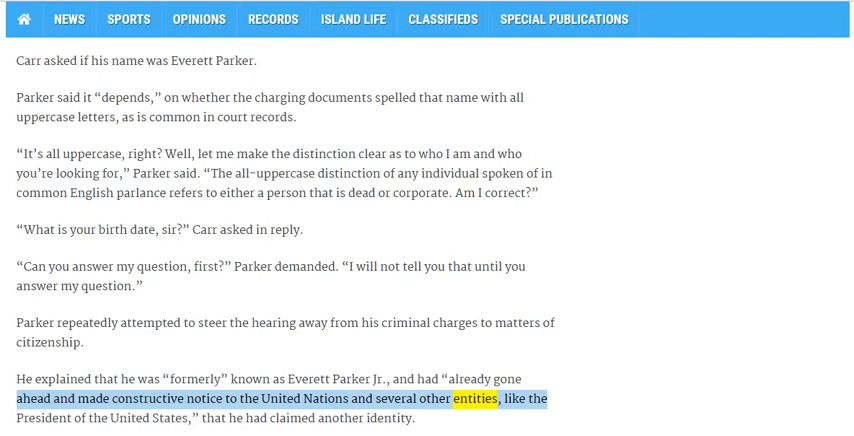 NEWS SPORTS OPINIONS RECORDS ISLAND LIFE CLASSIFIEDS SPECIAL PUBLICATIONS
Carr asked if his name was Everett Parker.
Parker said it “depends,” on whether the charging documents spelled that name with all
uppercase letters, as is common in court records.
“It’s all uppercase, right? Well, let me make the distinction clear as to who I am and who
you’re looking for,” Parker said. “The all-uppercase distinction of any individual spoken of in
common English parlance refers to either a person that is dead or corporate. Am I correct?”
“What is your birth date, sir?” Carr asked in reply.
“Can you answer my question, first?” Parker demanded. “I will not tell you that until you
answer my question.”
Parker repeatedly attempted to steer the hearing away from his criminal charges to matters of
citizenship.
He explained that he was “formerly” known as Everett Parker Jr., and had “already gone
ahead and made constructive notice to the United Nations and several other entities, like the
President of the United States,” that he had claimed another identity.